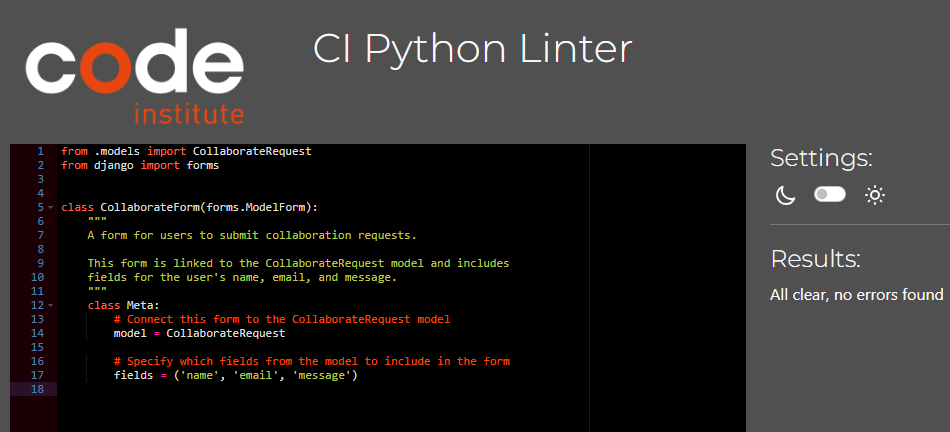 code
institute
CI Python Linter
1 from .models import CollaborateRequest
2 from django import forms
3
4
5 class CollaborateForm(forms.ModelForm):
6     """
7     A form for users to submit collaboration requests.
8
9     This form is linked to the CollaborateRequest model and includes
10     fields for the user's name, email, and message.
11     """
12     class Meta:
13         # Connect this form to the CollaborateRequest model
14         model = CollaborateRequest
15
16         # Specify which fields from the model to include in the form
17         fields = ('name', 'email', 'message')
18
Settings:
Results:
All clear, no errors found